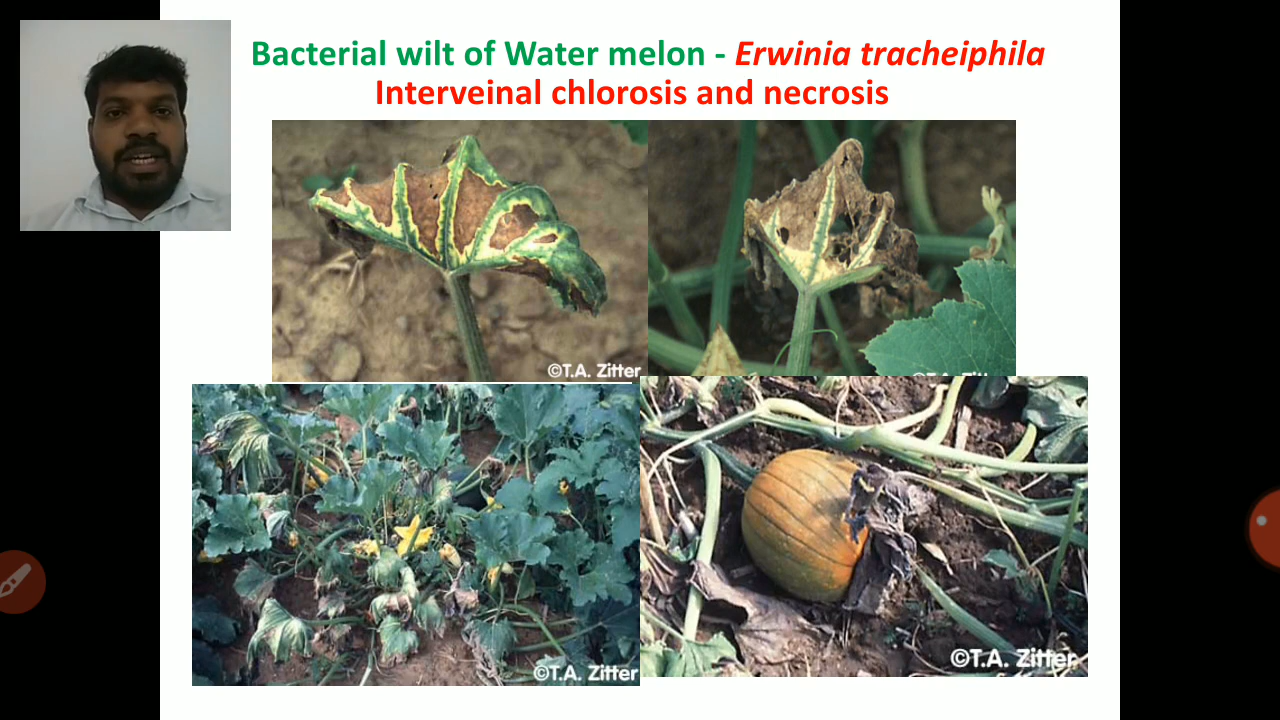 Bacterial wilt of Water melon - Erwinia tracheiphila
Interveinal chlorosis and necrosis
©T.A. Zitter
©T.A. Zitter
©T.A. Zitter